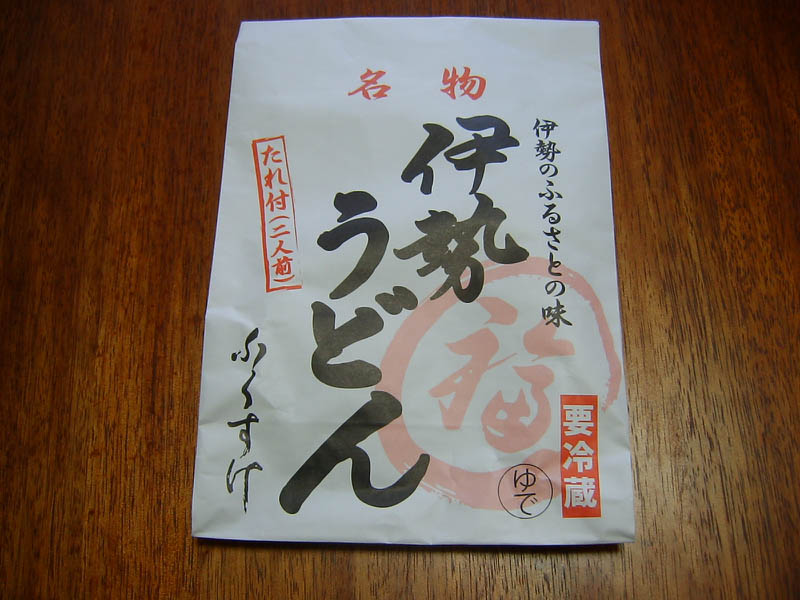 名物
伊勢のふるさとの味
伊勢
うどん
たれ付(二人前)
ふくすけ
福
要冷蔵
ゆで